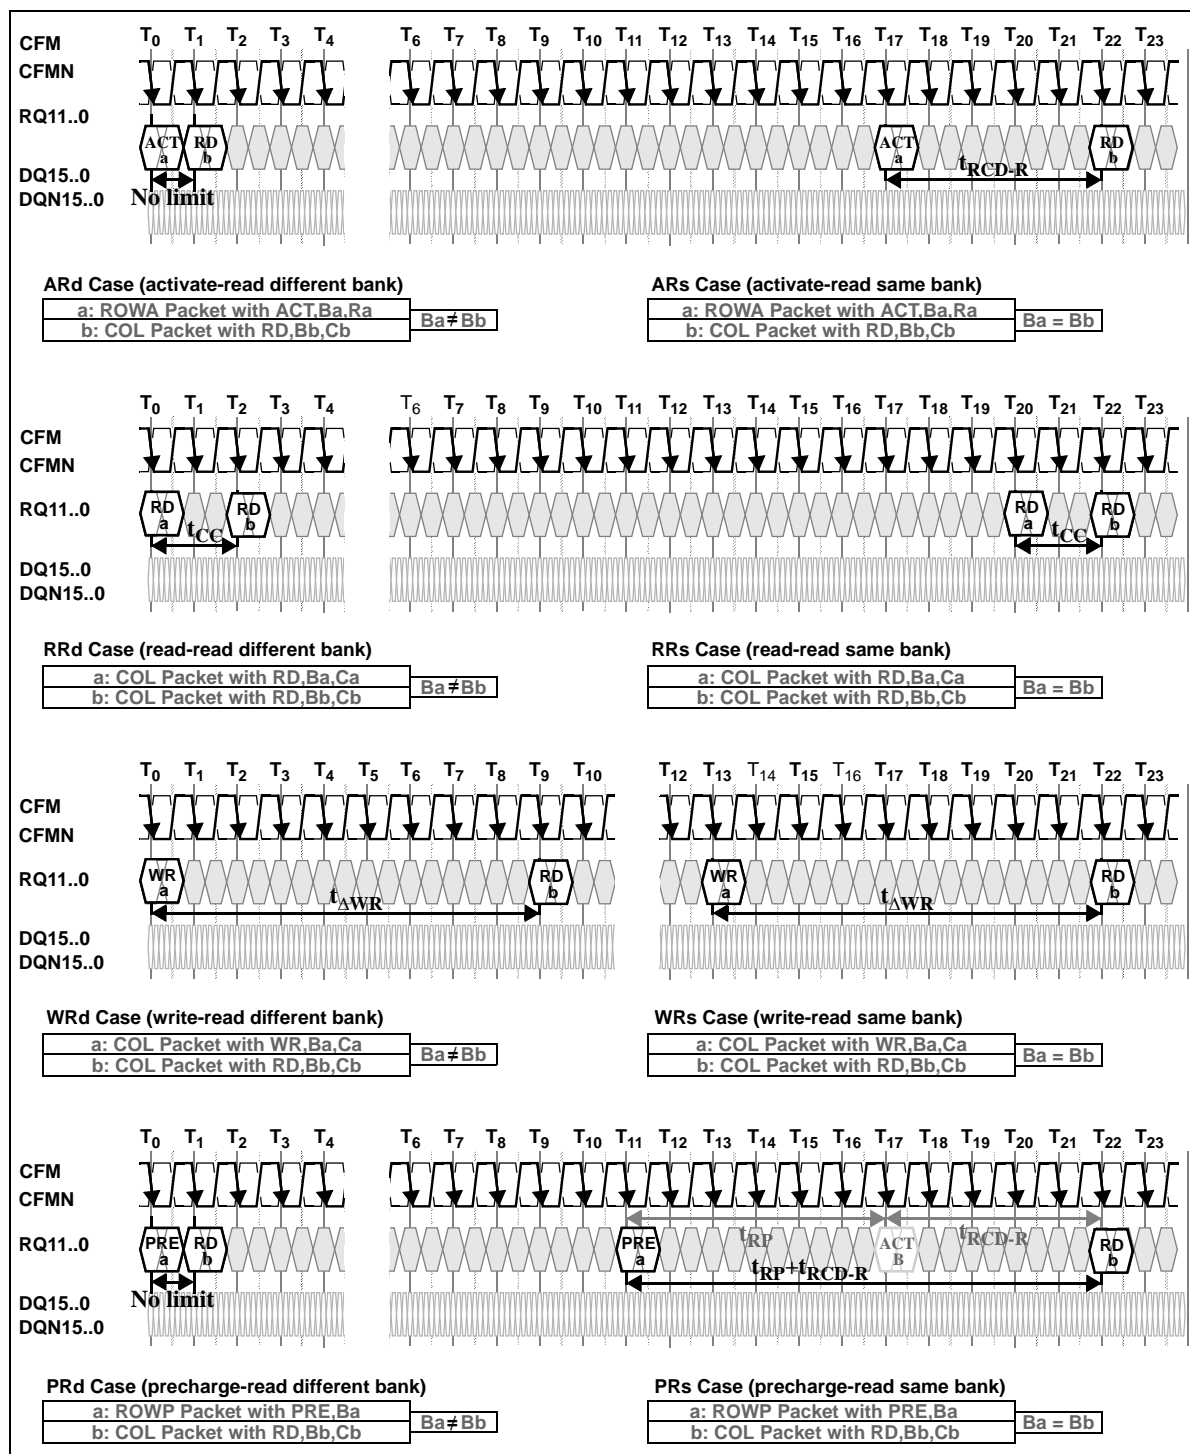 T0 T1 T2 T3 T4 T6 T7 T8 T9 T10 T11 T12 T13 T14 T15 T16 T17 T18 T19 T20 T21 T22 T23
CFM
CFMN
RQ11..0
ACT a RD b ACT a RD b
tRCD-R
DQ15..0
No limit
DQN15..0
ARd Case (activate-read different bank) ARs Case (activate-read same bank)
a: ROWA Packet with ACT,Ba,Ra a: ROWA Packet with ACT,Ba,Ra
Ba≠Bb Ba = Bb
b: COL Packet with RD,Bb,Cb b: COL Packet with RD,Bb,Cb
T0 T1 T2 T3 T4 T6 T7 T8 T9 T10 T11 T12 T13 T14 T15 T16 T17 T18 T19 T20 T21 T22 T23
CFM
CFMN
RQ11..0 RD a RD b RD a RD b
tCC tCC
DQ15..0
DQN15..0
RRd Case (read-read different bank) RRs Case (read-read same bank)
a: COL Packet with RD,Ba,Ca a: COL Packet with RD,Ba,Ca
Ba≠Bb Ba = Bb
b: COL Packet with RD,Bb,Cb b: COL Packet with RD,Bb,Cb
T0 T1 T2 T3 T4 T5 T6 T7 T8 T9 T10 T12 T13 T14 T15 T16 T17 T18 T19 T20 T21 T22 T23
CFM
CFMN
RQ11..0 WR a RD b WR a RD b
tΔWR tΔWR
DQ15..0
DQN15..0
WRd Case (write-read different bank) WRs Case (write-read same bank)
a: COL Packet with WR,Ba,Ca a: COL Packet with WR,Ba,Ca
Ba≠Bb Ba = Bb
b: COL Packet with RD,Bb,Cb b: COL Packet with RD,Bb,Cb
T0 T1 T2 T3 T4 T6 T7 T8 T9 T10 T11 T12 T13 T14 T15 T16 T17 T18 T19 T20 T21 T22 T23
CFM
CFMN
tRP tRCD-R
RQ11..0 PRE a RD b PRE a ACT B RD b
tRP+tRCD-R
No limit
DQ15..0
DQN15..0
PRd Case (precharge-read different bank) PRs Case (precharge-read same bank)
a: ROWP Packet with PRE,Ba a: ROWP Packet with PRE,Ba
Ba≠Bb Ba = Bb
b: COL Packet with RD,Bb,Cb b: COL Packet with RD,Bb,Cb